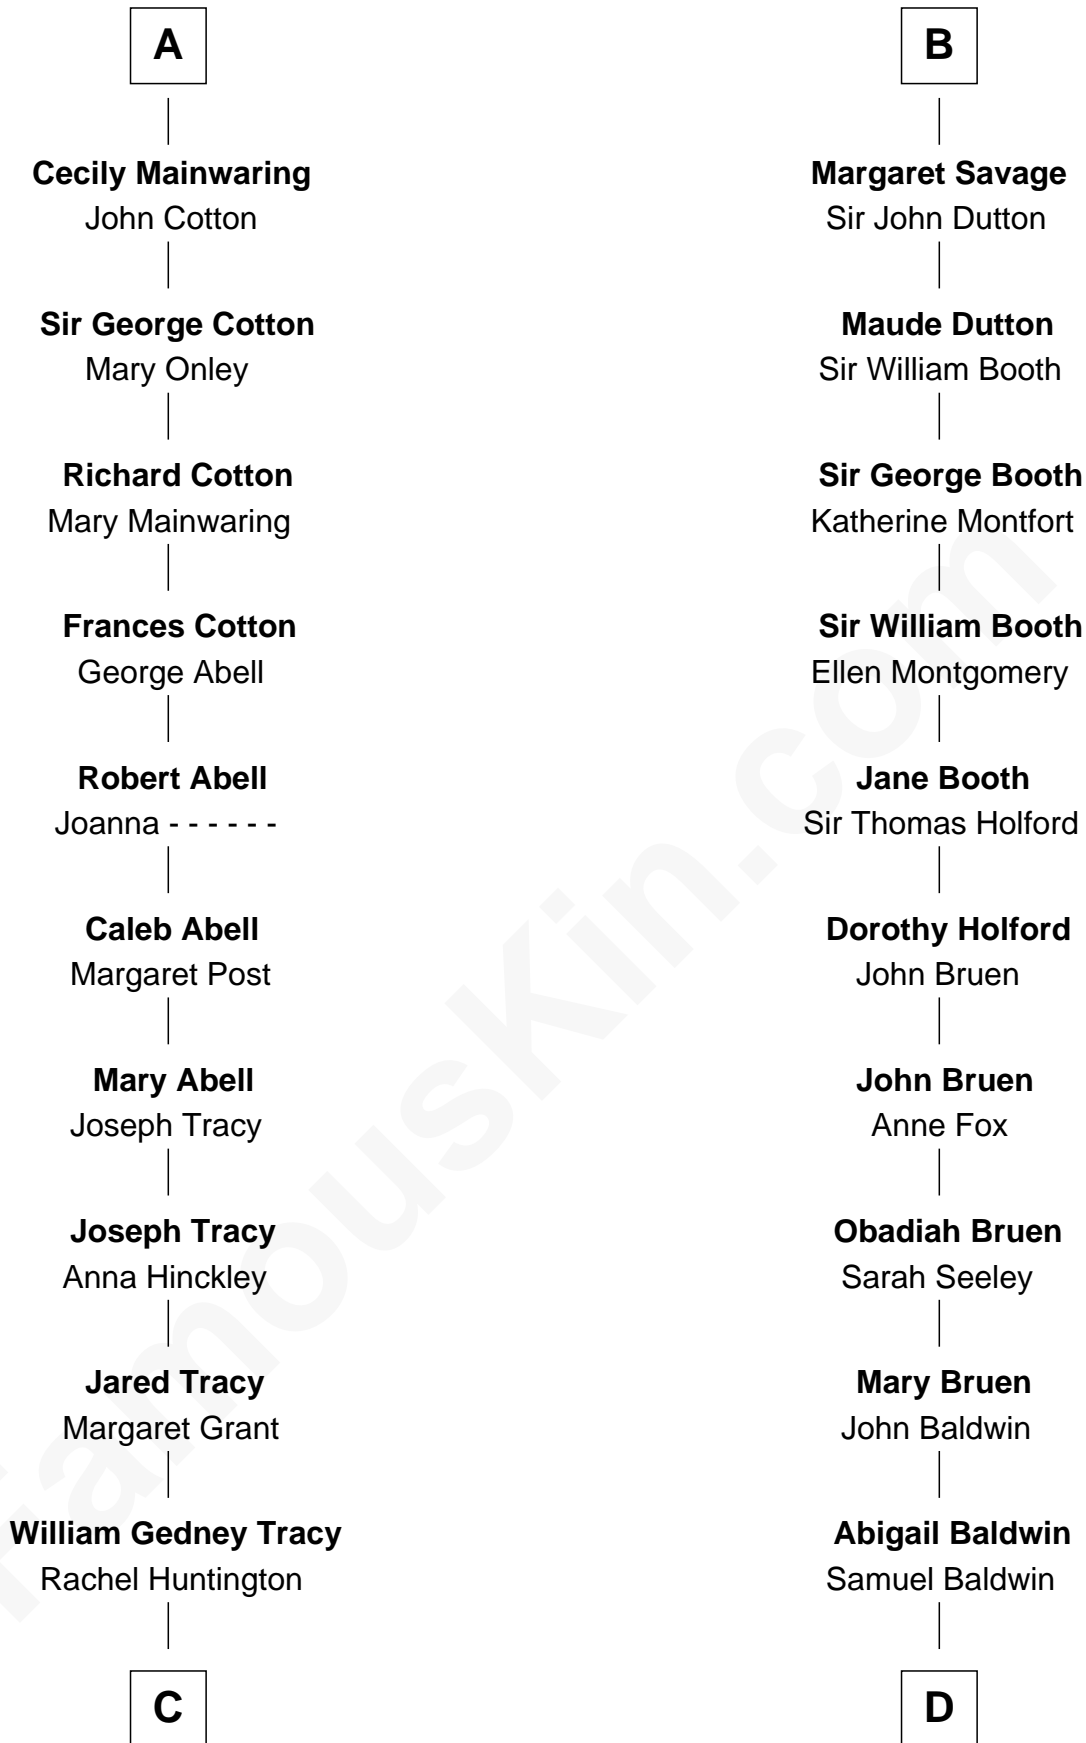 A
Cecily Mainwaring
John Cotton
Sir George Cotton
Mary Onley
Richard Cotton
Mary Mainwaring
Frances Cotton
George Abell
Robert Abell
Joanna - - - - - -
Caleb Abell
Margaret Post
Mary Abell
Joseph Tracy
Joseph Tracy
Anna Hinckley
Jared Tracy
Margaret Grant
William Gedney Tracy
Rachel Huntington
C
B
Margaret Savage
Sir John Dutton
Maude Dutton
Sir William Booth
Sir George Booth
Katherine Montfort
Sir William Booth
Ellen Montgomery
Jane Booth
Sir Thomas Holford
Dorothy Holford
John Bruen
John Bruen
Anne Fox
Obadiah Bruen
Sarah Seeley
Mary Bruen
John Baldwin
Abigail Baldwin
Samuel Baldwin
D
FamousKin.com